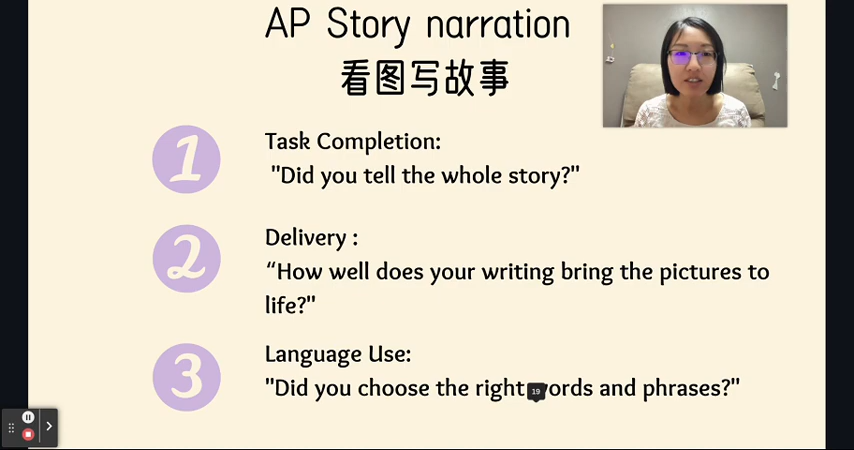 AP Story narration
看图写故事
1
Task Completion:
"Did you tell the whole story?"
2
Delivery :
“How well does your writing bring the pictures to
life?"
3
Language Use:
"Did you choose the right words and phrases?"
19